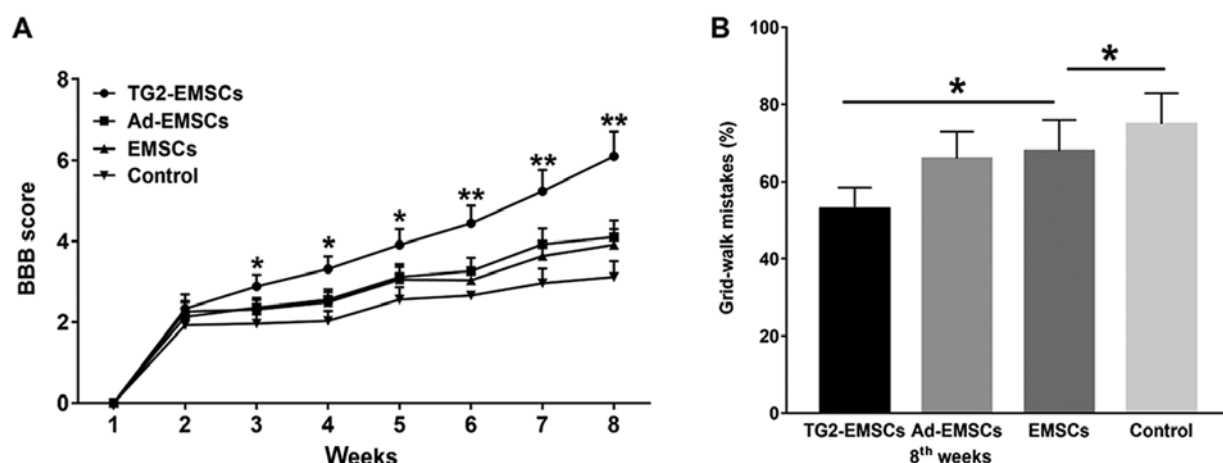 A
BBB score
8
6
4
2
0
TG2-EMSCs
Ad-EMSCs
EMSCs
Control
*
*
*
**
**
**
1 2 3 4 5 6 7 8
Weeks
B
Grid-walk mistakes (%)
100
80
60
40
20
0
*
*
TG2-EMSCs Ad-EMSCs EMSCs Control
8th weeks